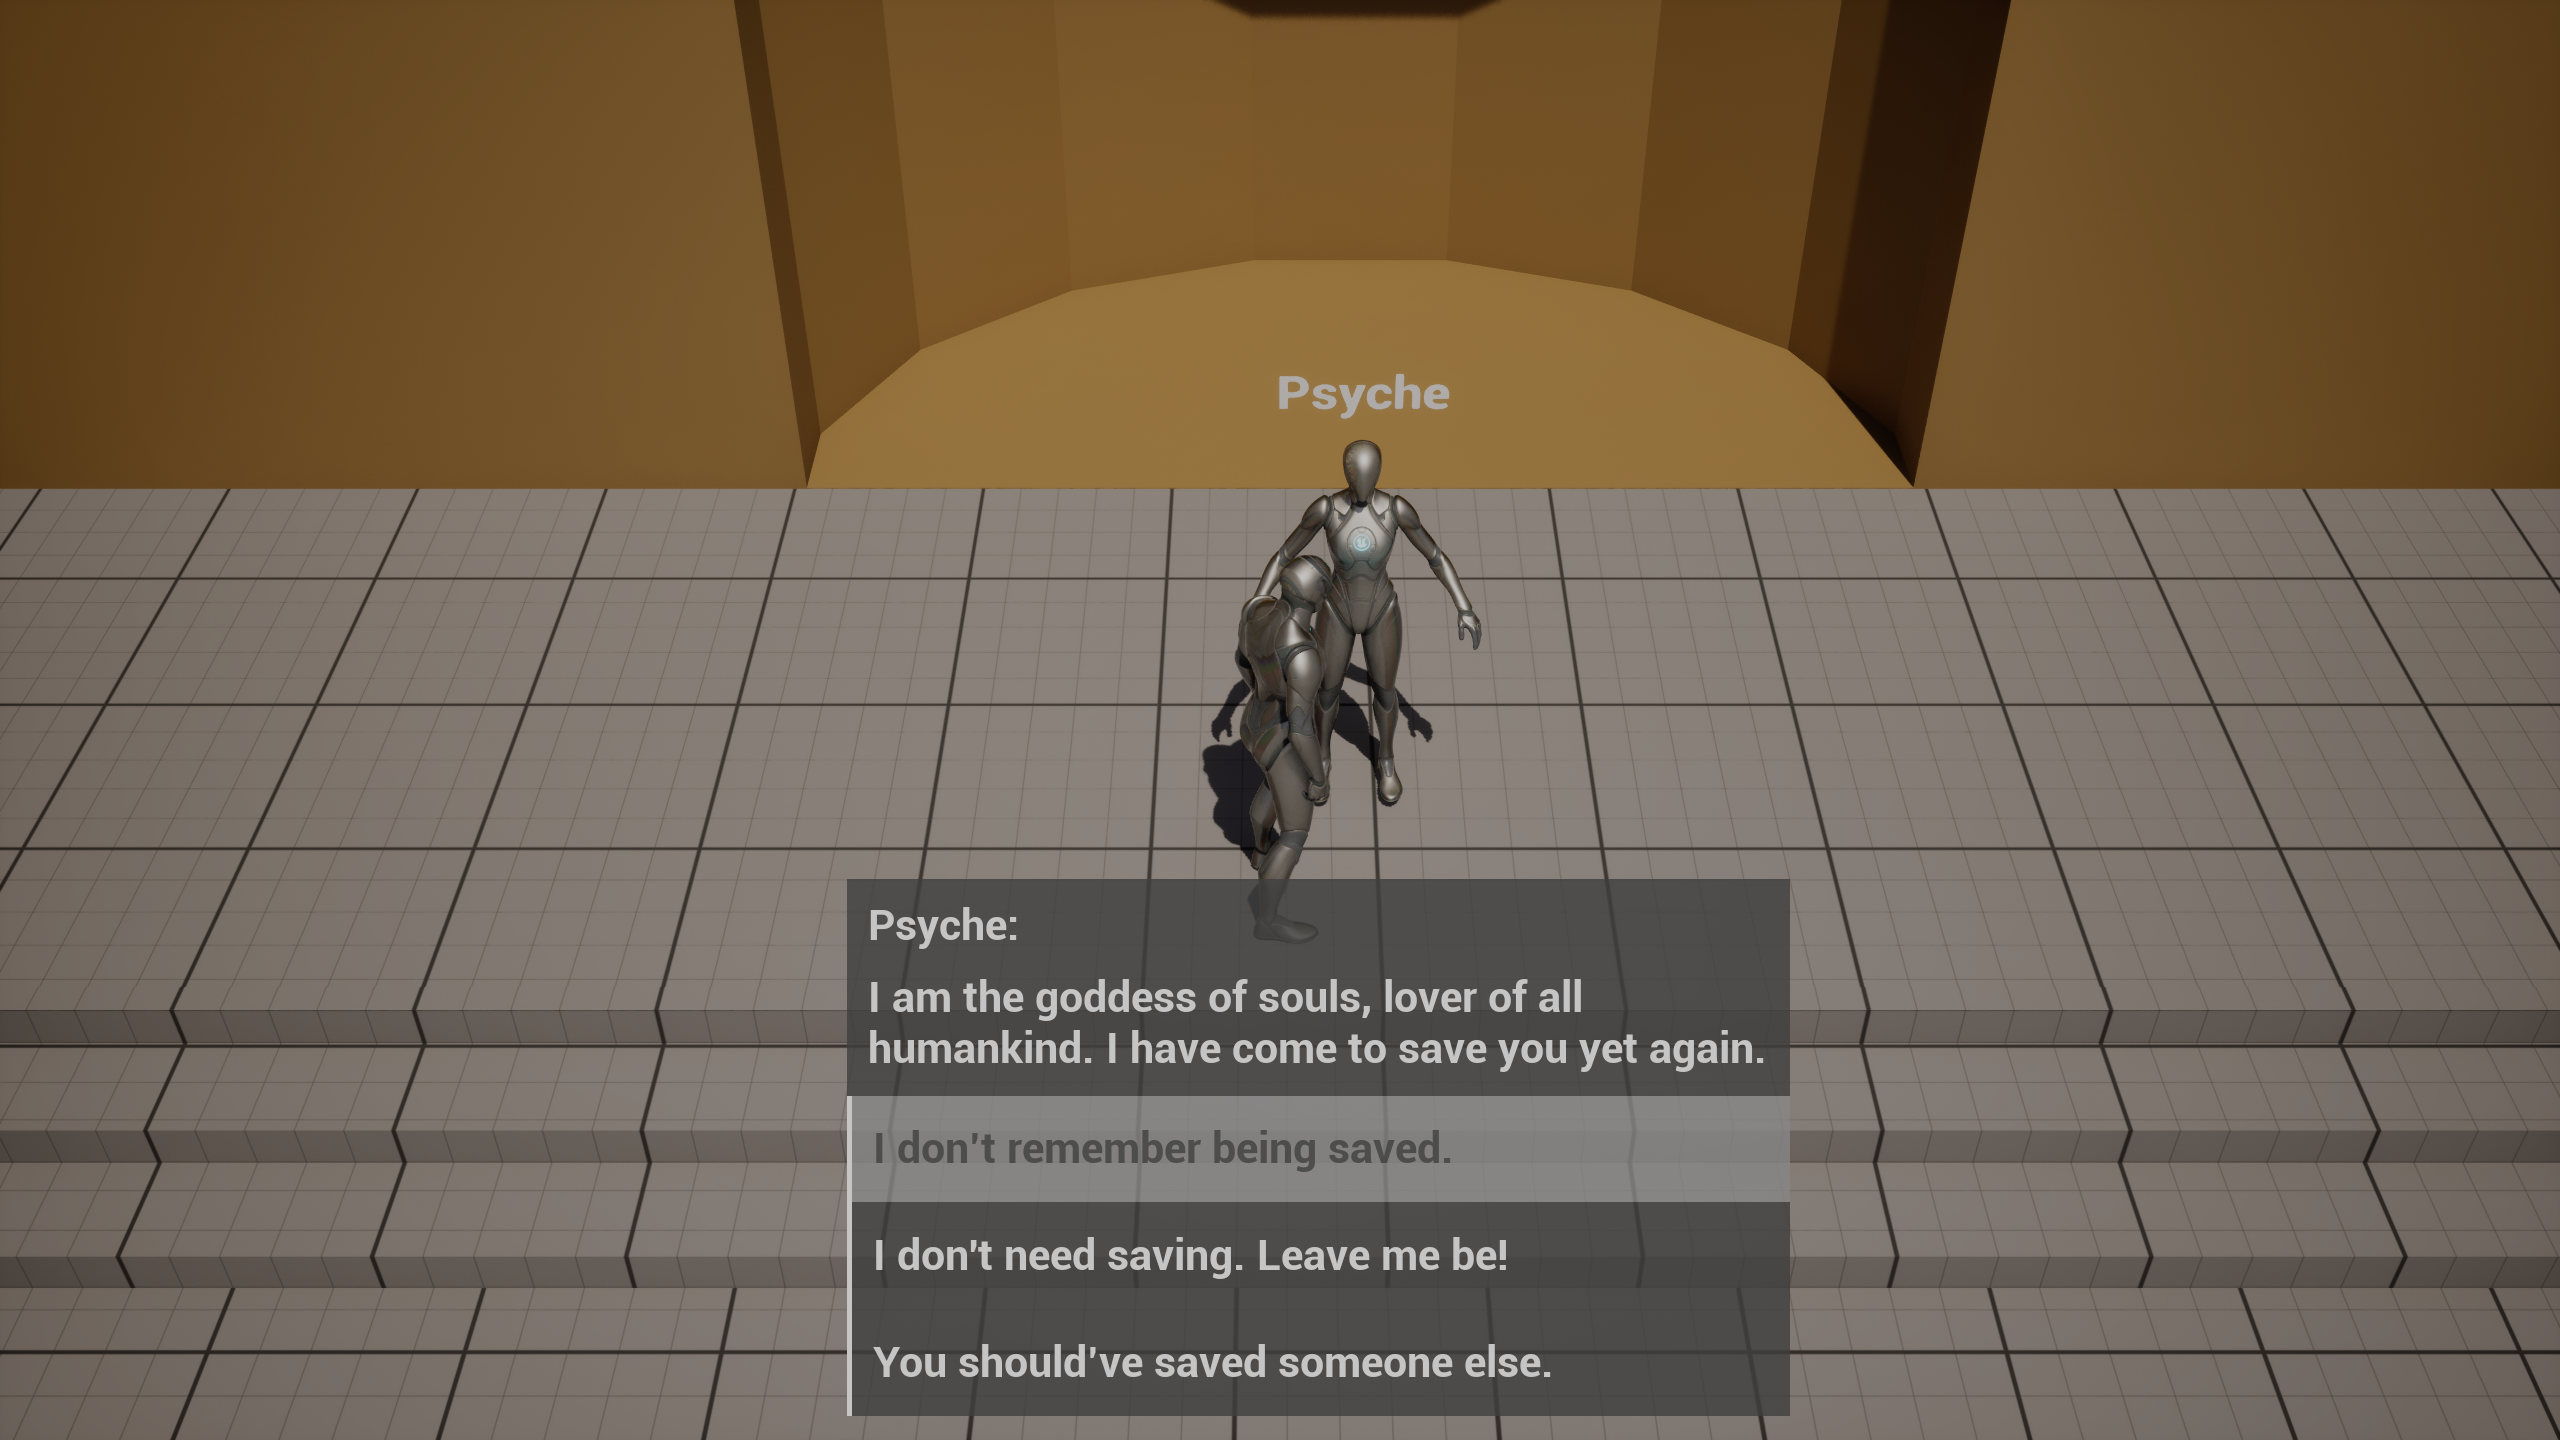 Psyche
Psyche:
I am the goddess of souls, lover of all
humankind. I have come to save you yet again.
I don't remember being saved.
I don't need saving. Leave me be!
You should've saved someone else.